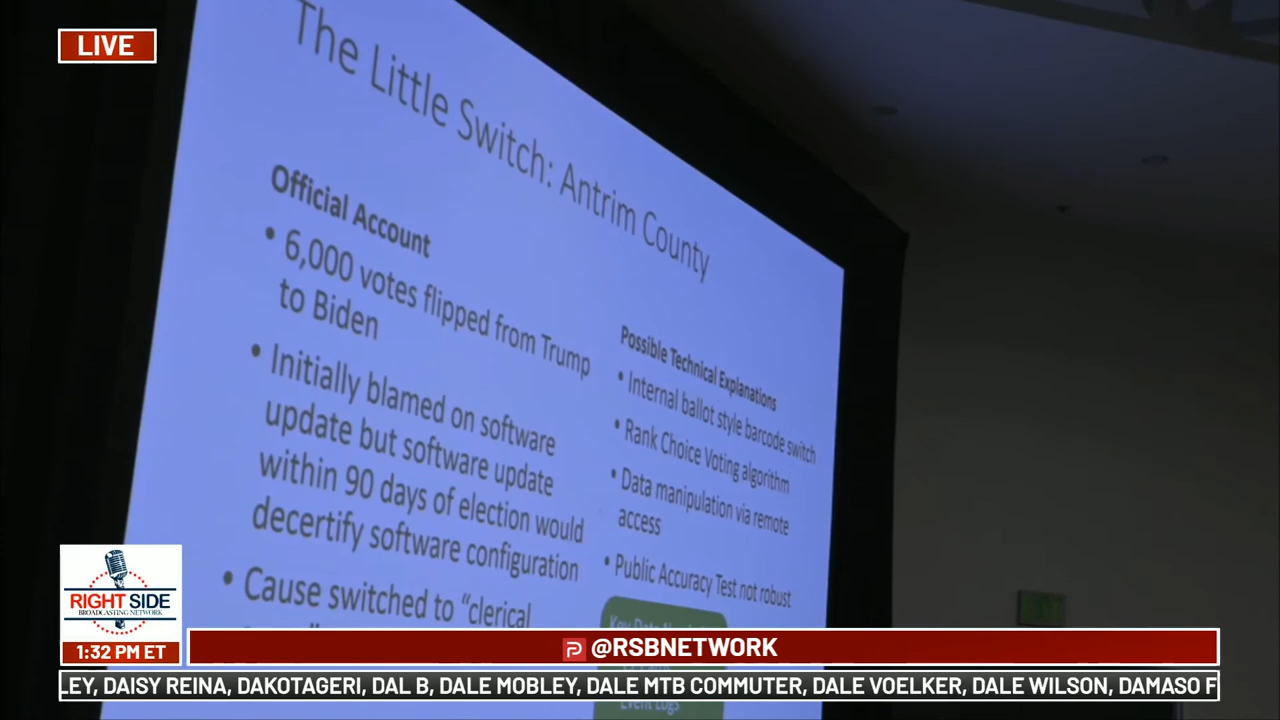 LIVE
The Little Switch: Antrim County
Official Account
• 6,000 votes flipped from Trump
to Biden
• Initially blamed on software
update but software update
within 90 days of election would
decertify software configuration
• Cause switched to “clerical
Possible Technical Explanations
• Internal ballot style barcode switch
• Rank Choice Voting algorithm
• Data manipulation via remote
access
• Public Accuracy Test not robust
Key Data
Event Logs
RIGHT SIDE
BROADCASTING NETWORK
1:32 PM ET
@RSBNETWORK
LEY, DAISY REINA, DAKOTAGERI, DAL B, DALE MOBLEY, DALE MTB COMMUTER, DALE VOELKER, DALE WILSON, DAMASO F